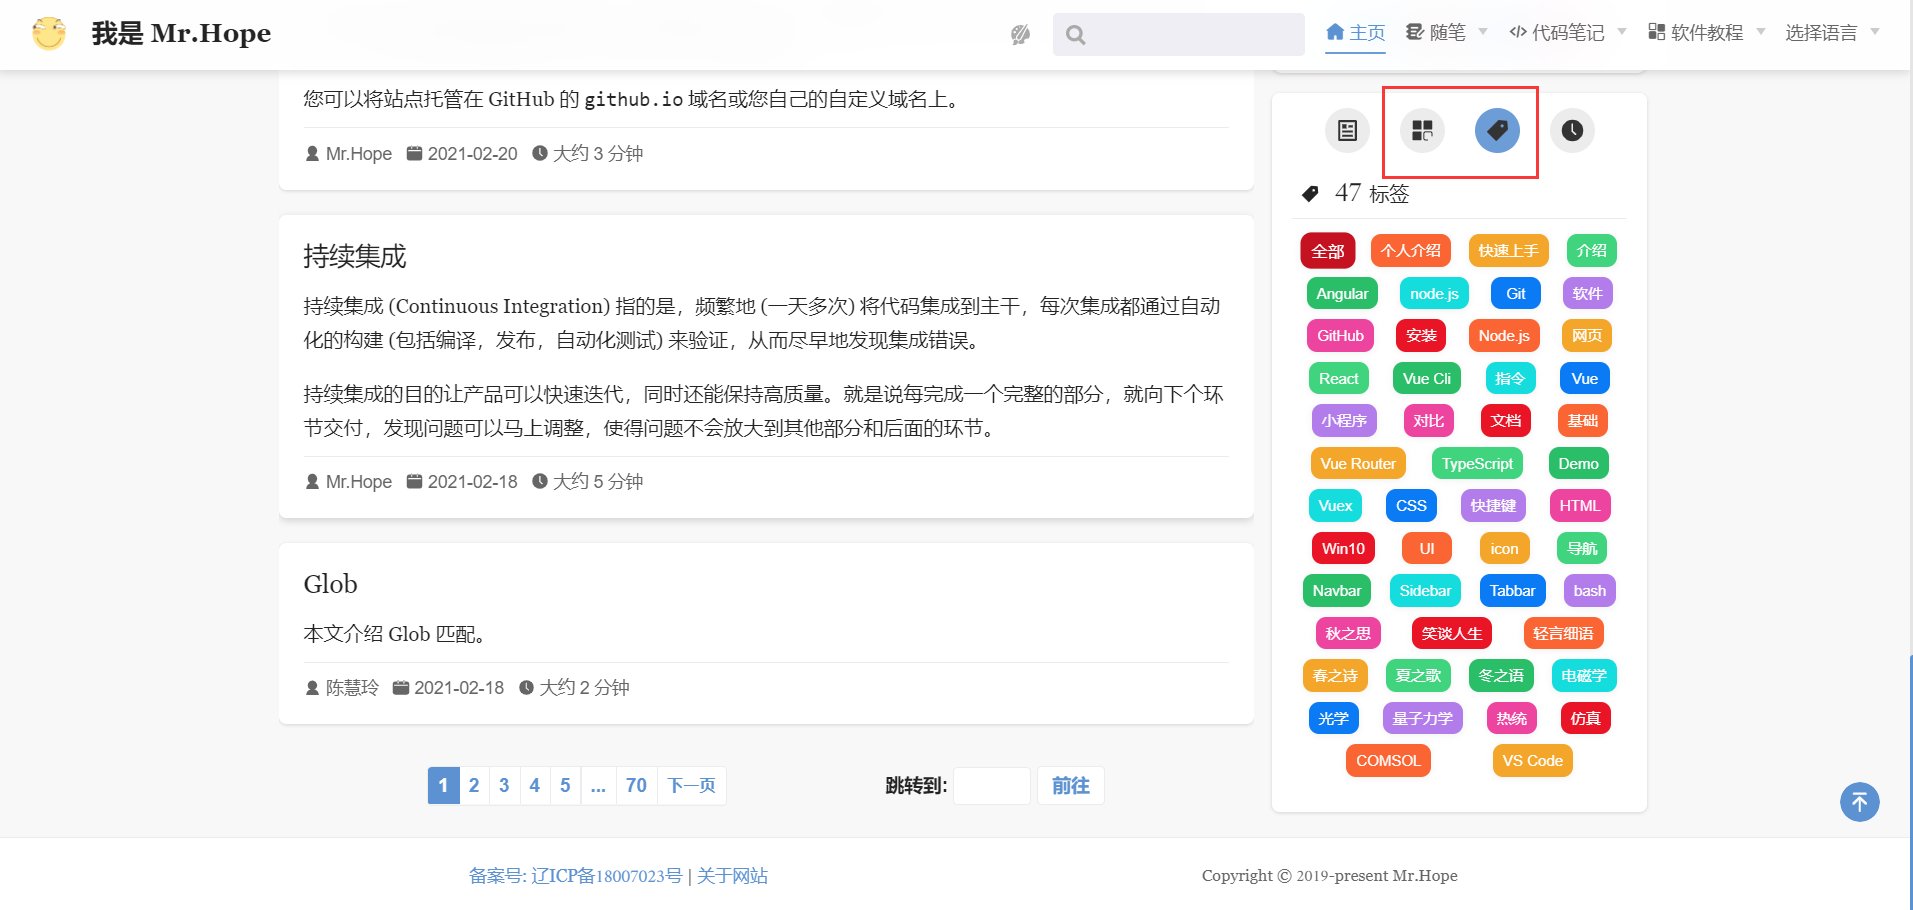 我是 Mr.Hope
主页
随笔
代码笔记
软件教程
选择语言
您可以将站点托管在 GitHub 的 github.io 域名或您自己的自定义域名上。
Mr.Hope 2021-02-20 大约 3 分钟
持续集成
持续集成 (Continuous Integration) 指的是，频繁地 (一天多次) 将代码集成到主干，每次集成都通过自动
化的构建 (包括编译，发布，自动化测试) 来验证，从而尽早地发现集成错误。
持续集成的目的让产品可以快速迭代，同时还能保持高质量。就是说每完成一个完整的部分，就向下个环
节交付，发现问题可以马上调整，使得问题不会放大到其他部分和后面的环节。
Mr.Hope 2021-02-18 大约 5 分钟
Glob
本文介绍 Glob 匹配。
陈慧玲 2021-02-18 大约 2 分钟
1 2 3 4 5 ... 70 下一页
跳转到: 前往
47 标签
全部 个人介绍 快速上手 介绍
Angular node.js Git 软件
GitHub 安装 Node.js 网页
React Vue Cli 指令 Vue
小程序 对比 文档 基础
Vue Router TypeScript Demo
Vuex CSS 快捷键 HTML
Win10 UI icon 导航
Navbar Sidebar Tabbar bash
秋之思 笑谈人生 轻言细语
春之诗 夏之歌 冬之语 电磁学
光学 量子力学 热统 仿真
COMSOL VS Code
备案号: 辽ICP备18007023号 | 关于网站
Copyright © 2019-present Mr.Hope